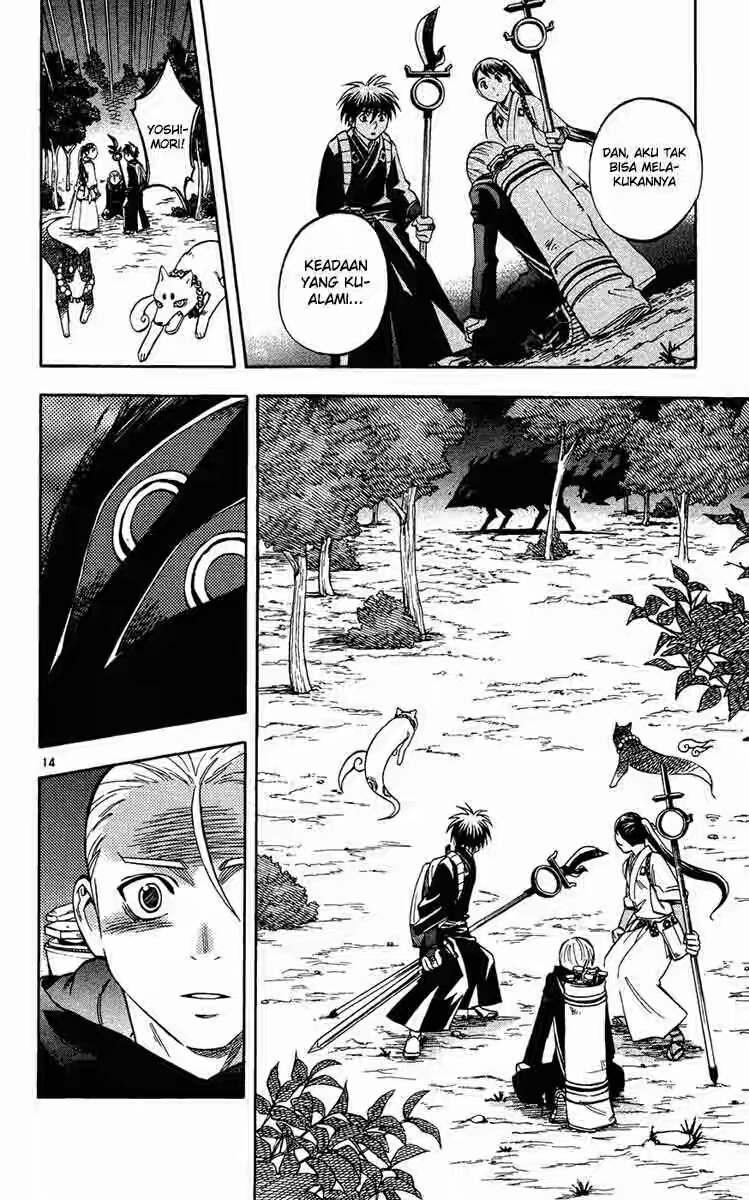 DAN, AKU TAK
BISA MELA-
KUKANNYA
KEADAAN
YANG KU-
ALAMI...
YOSHI-
MORI!
14